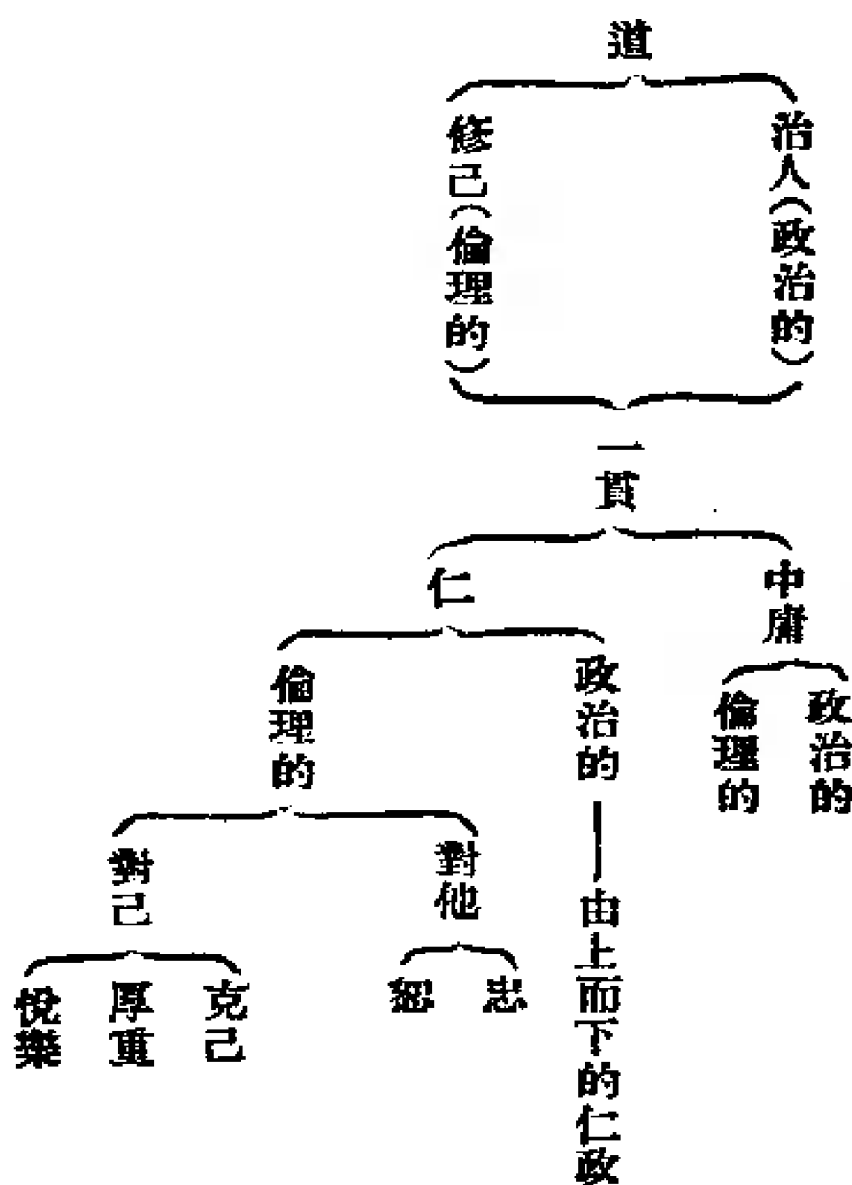 道
治人（政治的）
修己（倫理的）
一貫
中庸
仁
政治的
倫理的
政治的——由上而下的仁政
倫理的
對他
對己
忠
恕
克己
厚重
悅樂